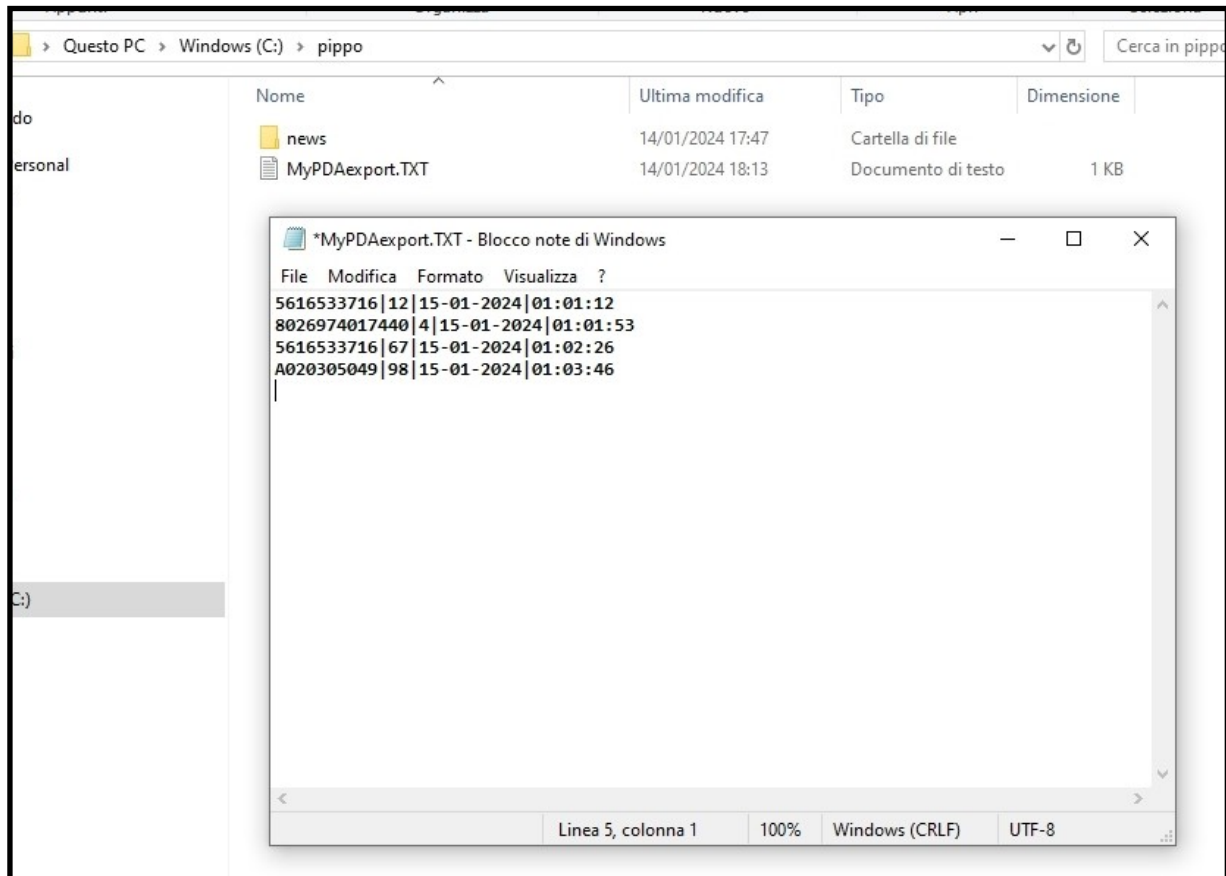 Questo PC > Windows (C:) > pippo
Cerca in pippo
Nome Ultima modifica Tipo Dimensione
do
ersonal
C:)
news 14/01/2024 17:47 Cartella di file
MyPDAexport.TXT 14/01/2024 18:13 Documento di testo 1 KB
*MyPDAexport.TXT - Blocco note di Windows
File Modifica Formato Visualizza ?
5616533716|12|15-01-2024|01:01:12
8026974017440|4|15-01-2024|01:01:53
5616533716|67|15-01-2024|01:02:26
A020305049|98|15-01-2024|01:03:46
Linea 5, colonna 1 100% Windows (CRLF) UTF-8